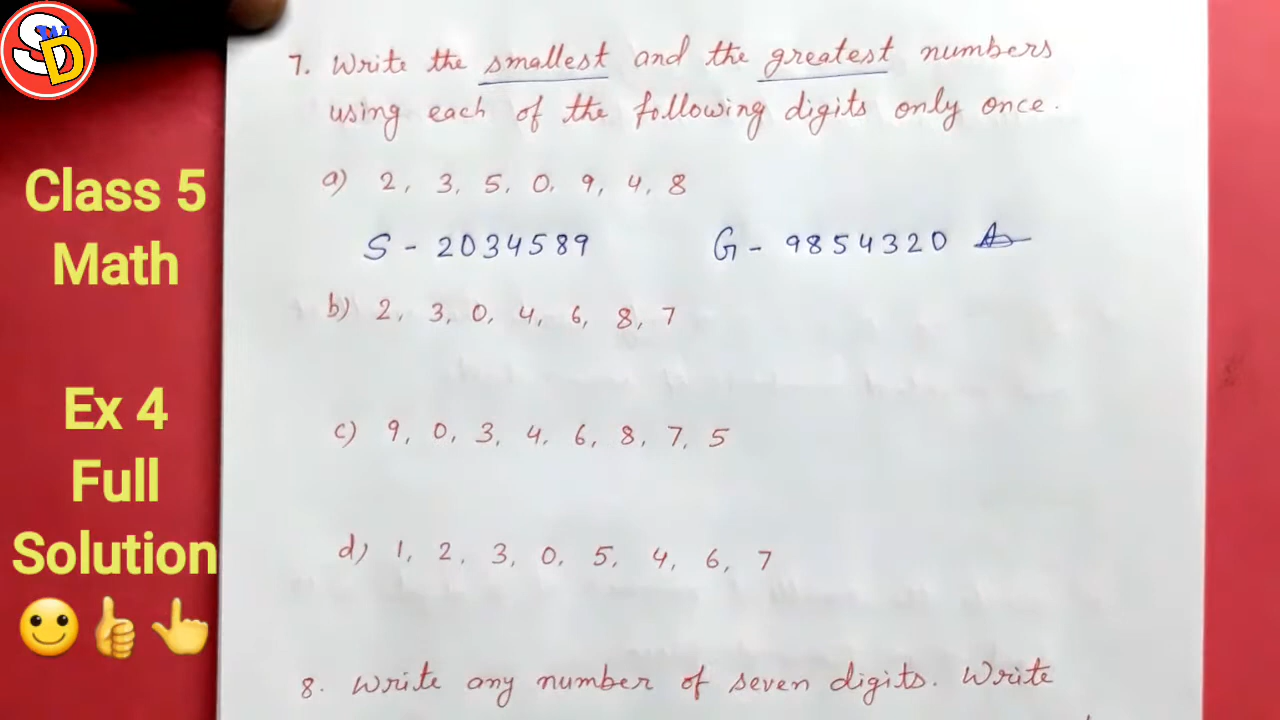 SWD
Class 5
Math
Ex 4
Full
Solution
7. Write the smallest and the greatest numbers
using each of the following digits only once.
a) 2, 3, 5, 0, 9, 4, 8
S - 2034589 G - 9854320
b) 2, 3, 0, 4, 6, 8, 7
c) 9, 0, 3, 4, 6, 8, 7, 5
d) 1, 2, 3, 0, 5, 4, 6, 7
8. Write any number of seven digits. Write